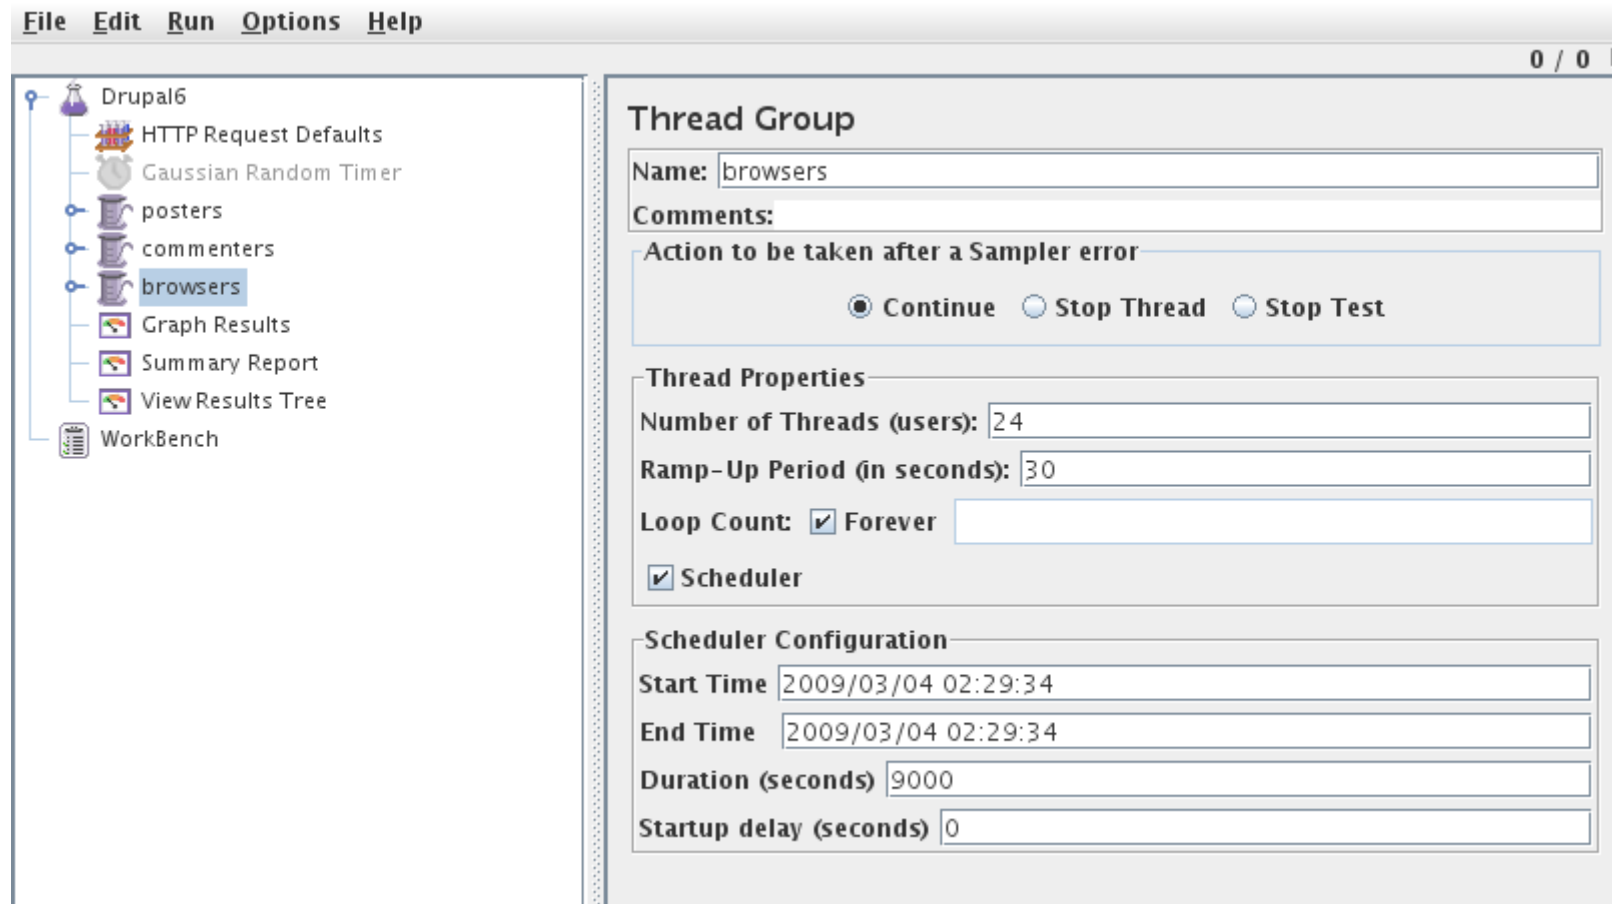 File Edit Run Options Help
0 / 0
Drupal6
HTTP Request Defaults
Gaussian Random Timer
posters
commenters
browsers
Graph Results
Summary Report
View Results Tree
WorkBench
Thread Group
Name: browsers
Comments:
Action to be taken after a Sampler error
Continue Stop Thread Stop Test
Thread Properties
Number of Threads (users): 24
Ramp-Up Period (in seconds): 30
Loop Count: Forever
Scheduler
Scheduler Configuration
Start Time 2009/03/04 02:29:34
End Time 2009/03/04 02:29:34
Duration (seconds) 9000
Startup delay (seconds) 0